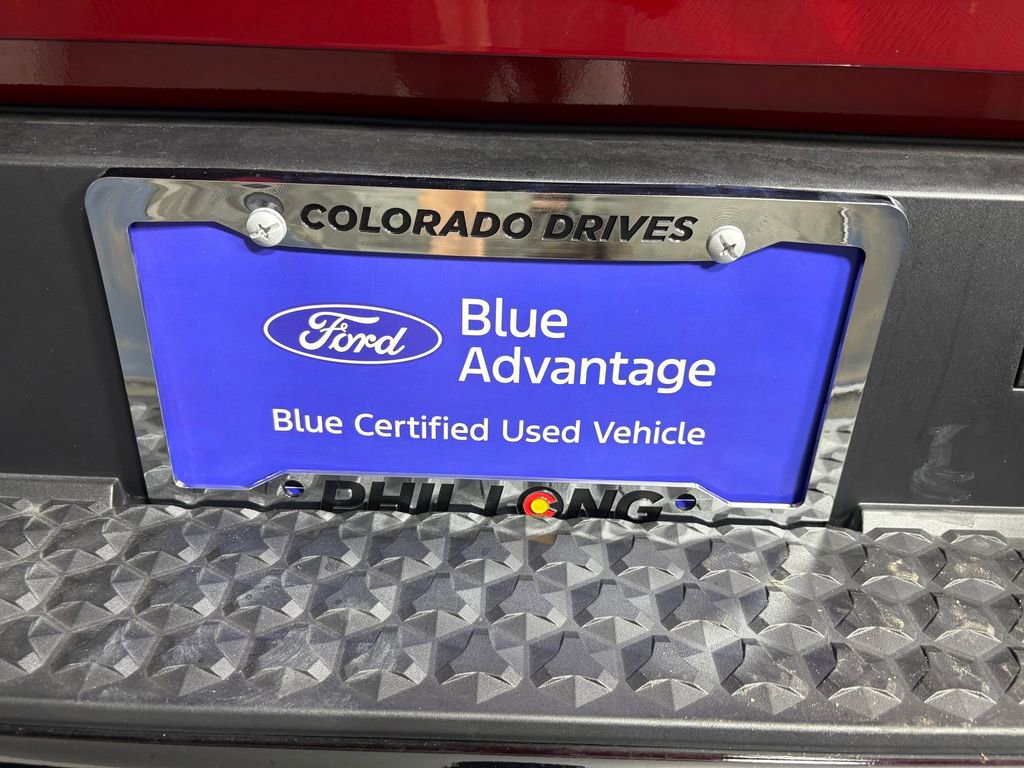 COLORADO DRIVES
Ford
Blue
Advantage
Blue Certified Used Vehicle
PHIL LONG